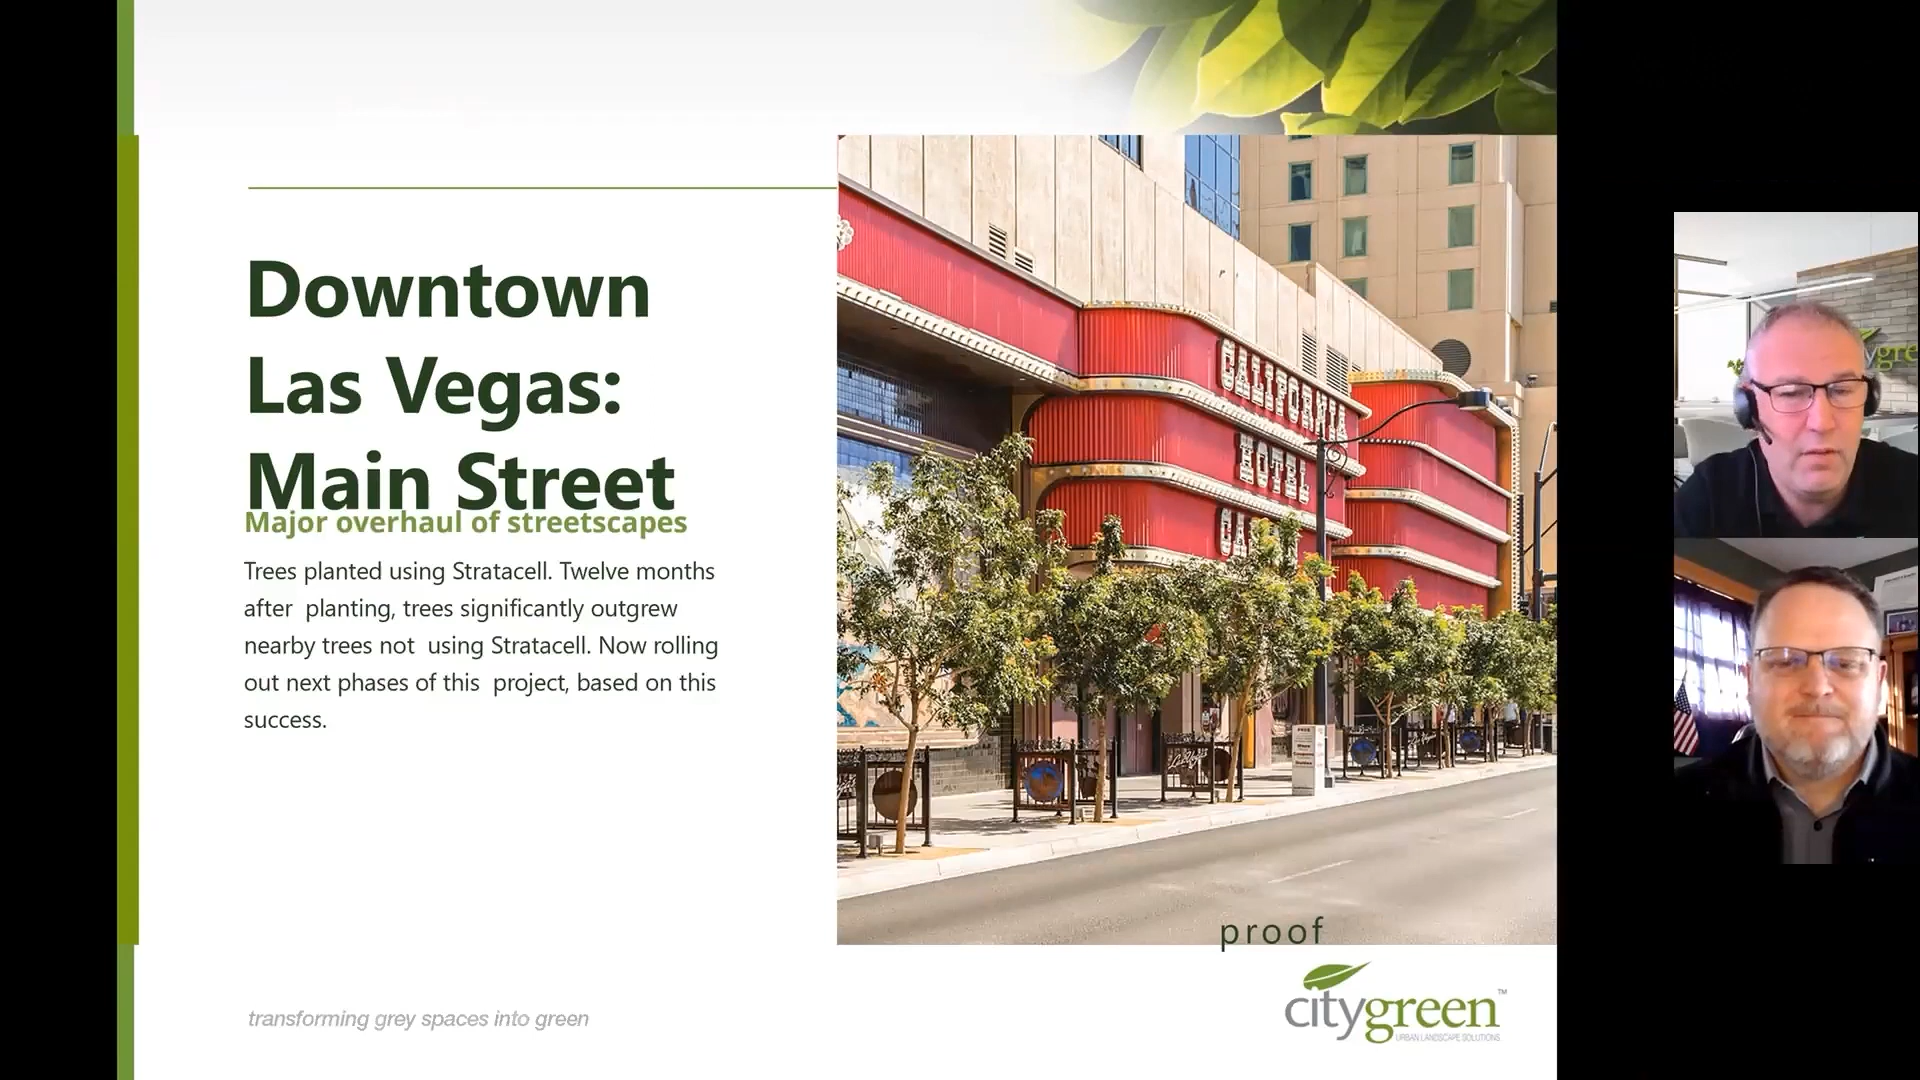 Downtown
Las Vegas:
Main Street
Major overhaul of streetscapes
Trees planted using Stratacell. Twelve months
after planting, trees significantly outgrew
nearby trees not using Stratacell. Now rolling
out next phases of this project, based on this
success.
CALIFORNIA
HOTEL
proof
transforming grey spaces into green
citygreen™
URBAN LANDSCAPE SOLUTIONS